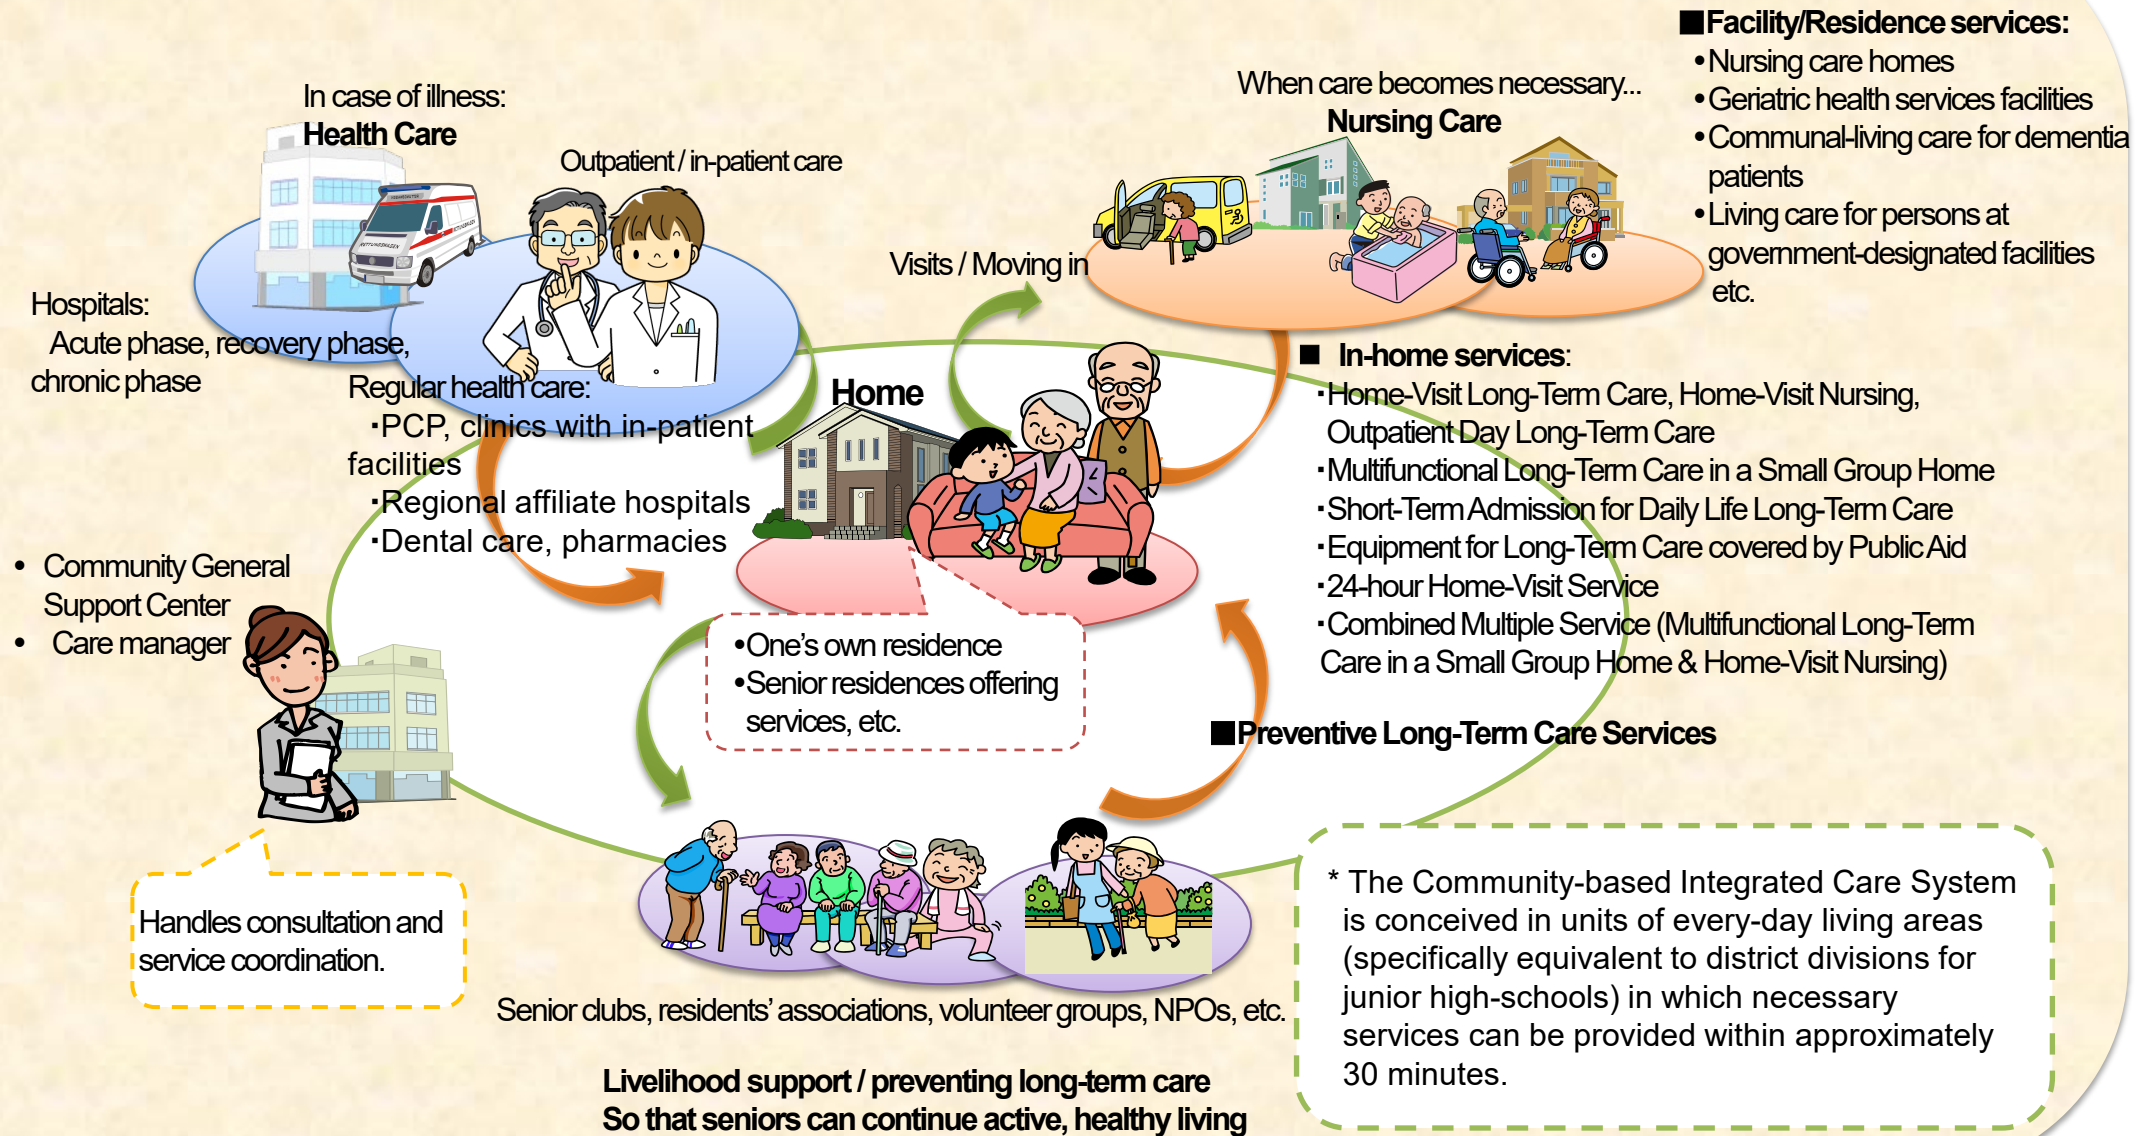 In case of illness:
Health Care
Outpatient / in-patient care
Hospitals:
Acute phase, recovery phase,
chronic phase
Regular health care:
・PCP, clinics with in-patient
facilities
・Regional affiliate hospitals
・Dental care, pharmacies
When care becomes necessary...
Nursing Care
Visits / Moving in
■Facility/Residence services:
•Nursing care homes
•Geriatric health services facilities
•Communal-living care for dementia
patients
•Living care for persons at
government-designated facilities
etc.
■ In-home services:
・Home-Visit Long-Term Care, Home-Visit Nursing,
Outpatient Day Long-Term Care
・Multifunctional Long-Term Care in a Small Group Home
・Short-Term Admission for Daily Life Long-Term Care
・Equipment for Long-Term Care covered by Public Aid
・24-hour Home-Visit Service
・Combined Multiple Service (Multifunctional Long-Term
Care in a Small Group Home & Home-Visit Nursing)
■Preventive Long-Term Care Services
Home
•One's own residence
•Senior residences offering
services, etc.
• Community General
Support Center
• Care manager
Handles consultation and
service coordination.
Senior clubs, residents' associations, volunteer groups, NPOs, etc.
Livelihood support / preventing long-term care
So that seniors can continue active, healthy living
* The Community-based Integrated Care System
is conceived in units of every-day living areas
(specifically equivalent to district divisions for
junior high-schools) in which necessary
services can be provided within approximately
30 minutes.
RETTUNGSWAGEN